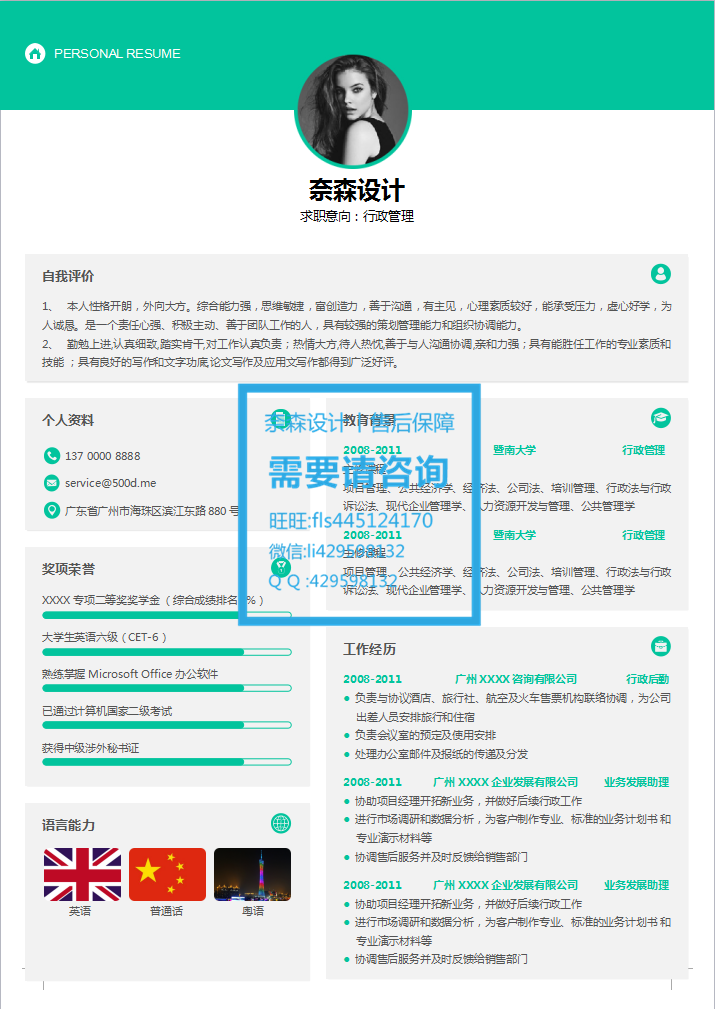 PERSONAL RESUME
奈森设计
求职意向：行政管理
自我评价
1、 本人性格开朗，外向大方。综合能力强，思维敏捷，富创造力，善于沟通，有主见，心理素质较好，能承受压力，虚心好学，为
人诚恳。是一个责任心强、积极主动、善于团队工作的人，具有较强的策划管理能力和组织协调能力。
2、 勤勉上进,认真细致,踏实肯干,对工作认真负责；热情大方,待人热忱,善于与人沟通协调,亲和力强；具有能胜任工作的专业素质和
技能 ；具有良好的写作和文字功底,论文写作及应用文写作都得到广泛好评。
个人资料
137 0000 8888
service@500d.me
广东省广州市海珠区滨江东路 880 号
奖项荣誉
XXXX 专项二等奖奖学金（ 综合成绩排名 % ）
大学生英语六级（ CET-6 ）
熟练掌握 Microsoft Office 办公软件
已通过计算机国家二级考试
获得中级涉外秘书证
语言能力
英语 普通话 粤语
教育背景
2008-2011 暨南大学 行政管理
主修课程
项目管理、公共经济学、经济法、公司法、培训管理、行政法与行政
诉讼法、现代企业管理学、人力资源开发与管理、公共管理学
2008-2011 暨南大学 行政管理
主修课程
项目管理、公共经济学、经济法、公司法、培训管理、行政法与行政
诉讼法、现代企业管理学、人力资源开发与管理、公共管理学
奈森设计 | 售后保障
需要请咨询
旺旺:fls445124170
微信:li429598132
Q Q :429598132
工作经历
2008-2011 广州 XXXX 咨询有限公司 行政后勤
● 负责与协议酒店、旅行社、航空及火车售票机构联络协调，为公司
出差人员安排旅行和住宿
● 负责会议室的预定及使用安排
● 处理办公室邮件及报纸的传递及分发
2008-2011 广州 XXXX 企业发展有限公司 业务发展助理
● 协助项目经理开拓新业务，并做好后续行政工作
● 进行市场调研和数据分析，为客户制作专业、标准的业务计划书 和
专业演示材料等
● 协调售后服务并及时反馈给销售部门
2008-2011 广州 XXXX 企业发展有限公司 业务发展助理
● 协助项目经理开拓新业务，并做好后续行政工作
● 进行市场调研和数据分析，为客户制作专业、标准的业务计划书 和
专业演示材料等
● 协调售后服务并及时反馈给销售部门